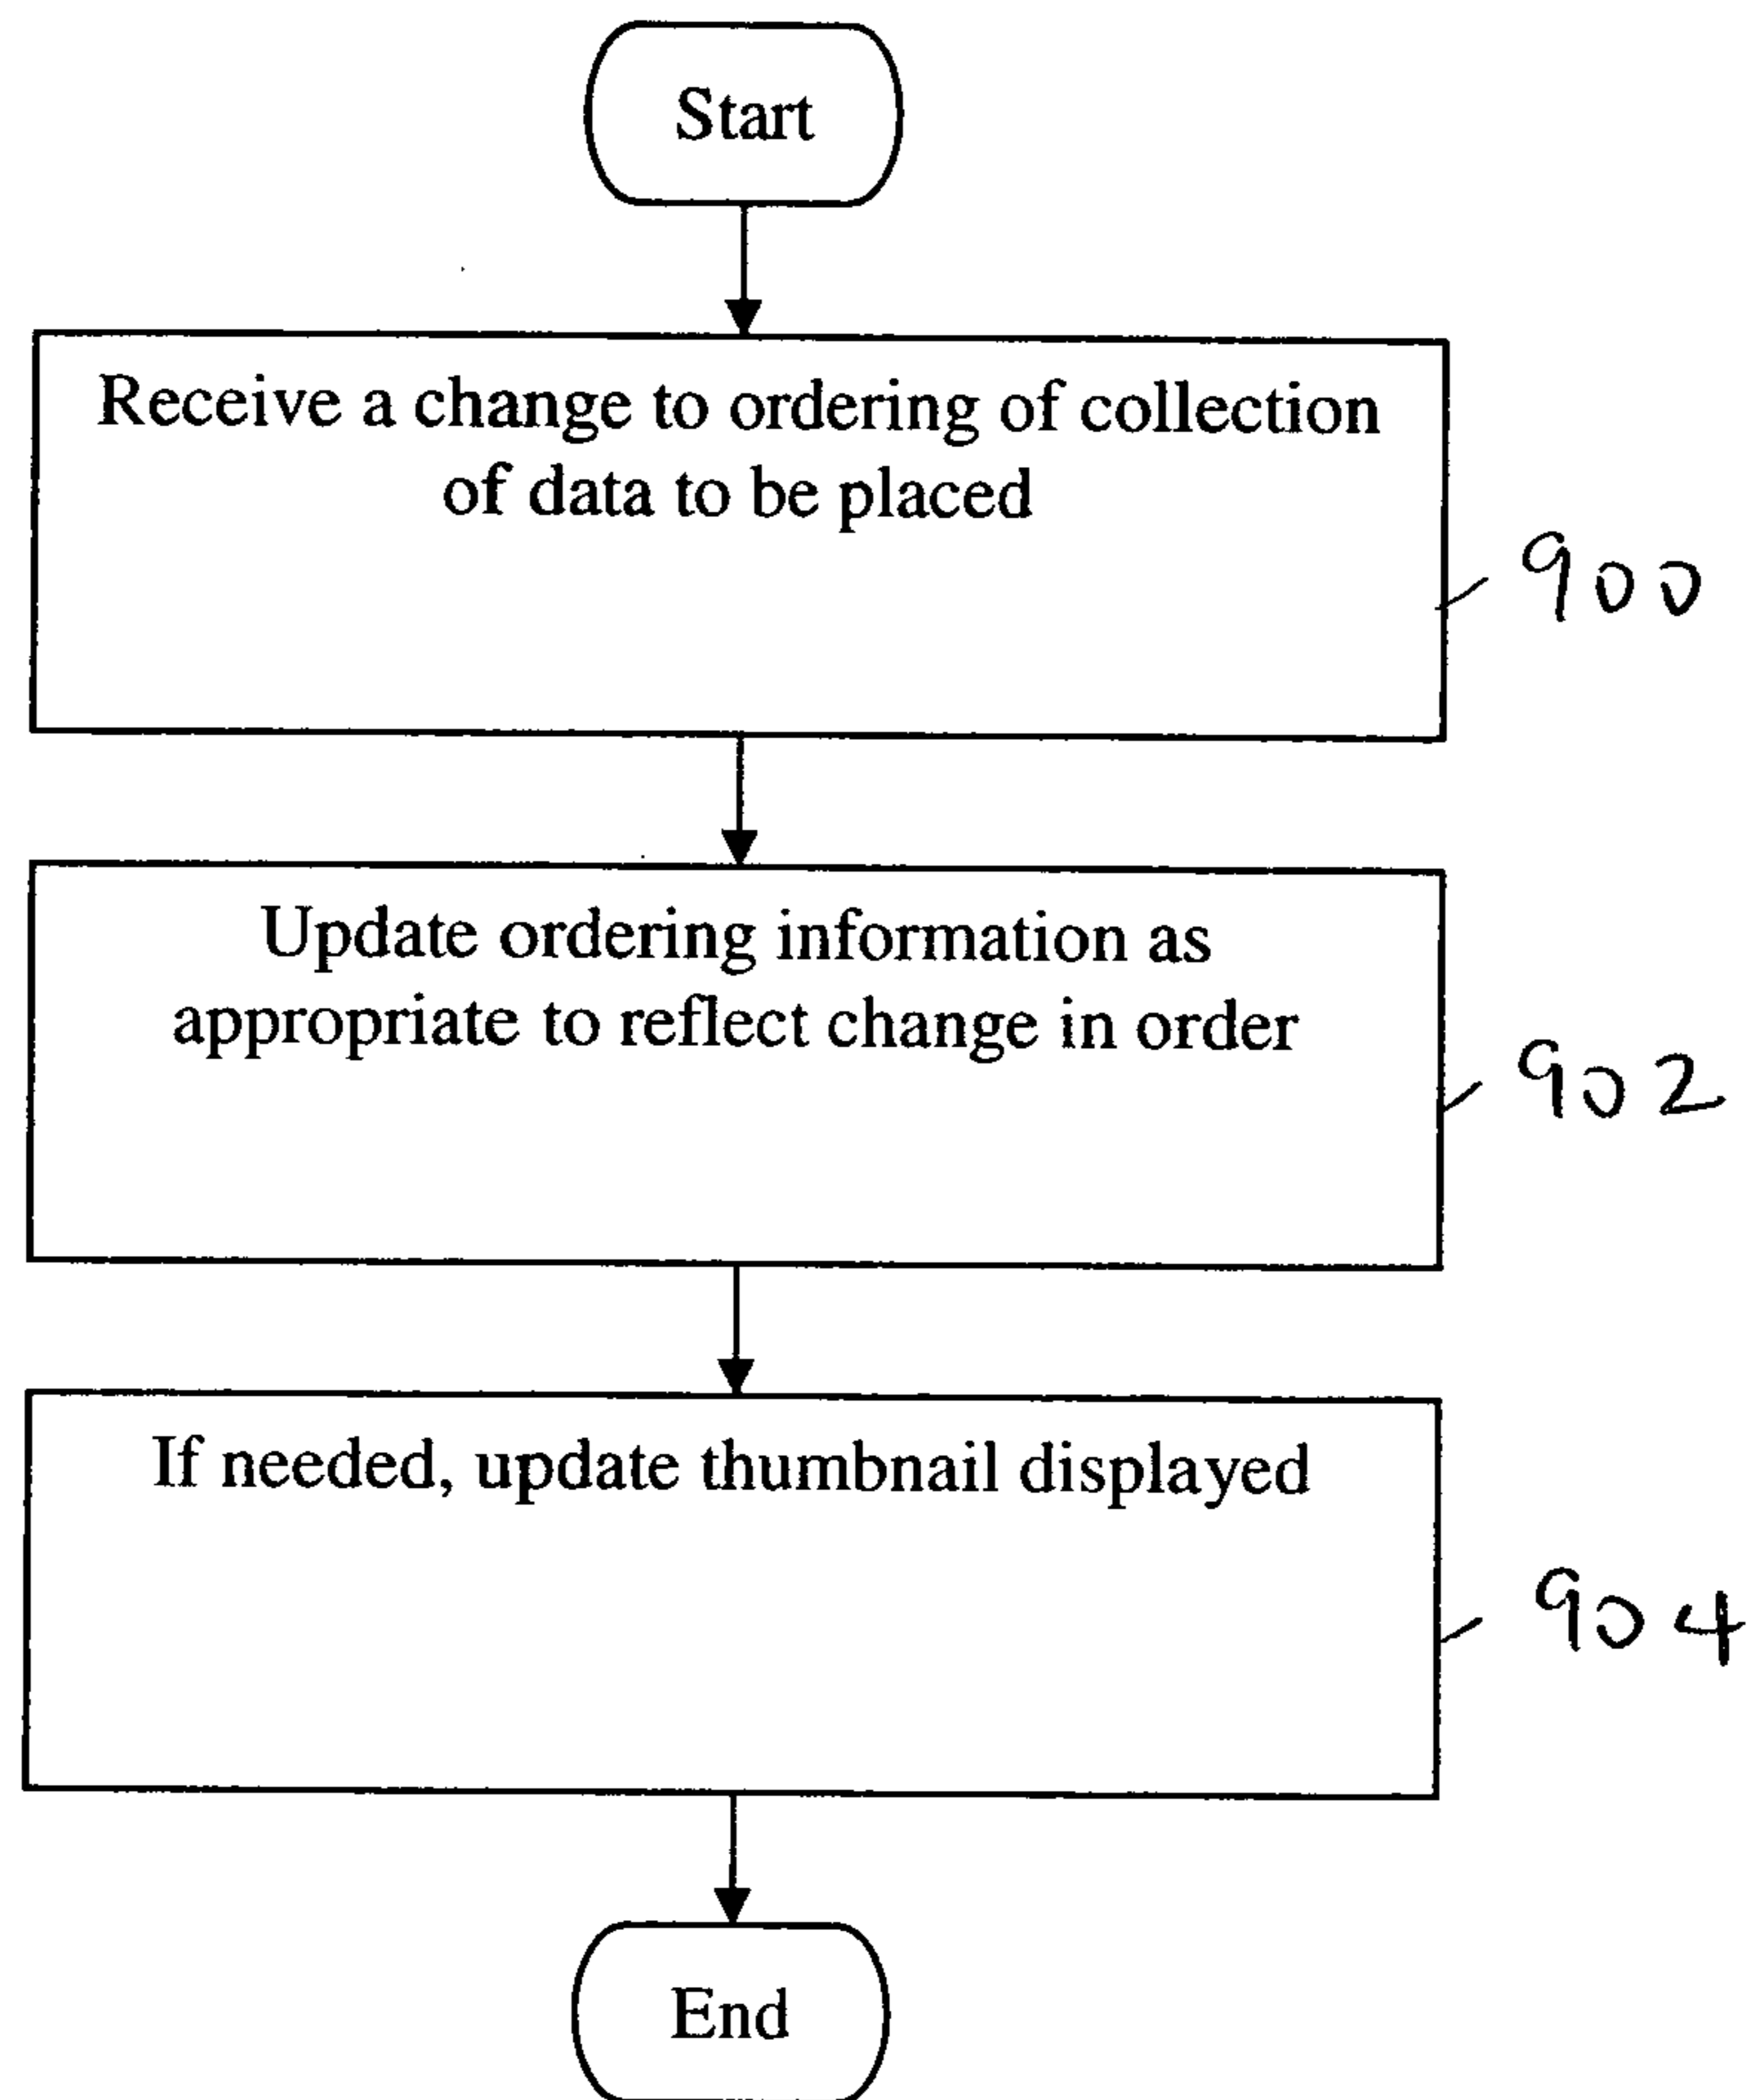 Start
Receive a change to ordering of collection
of data to be placed
900
Update ordering information as
appropriate to reflect change in order
902
If needed, update thumbnail displayed
904
End